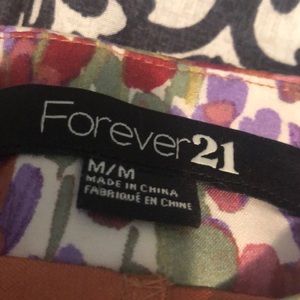 Forever21
M/M
MADE IN CHINA
FABRIQUÉ EN CHINE